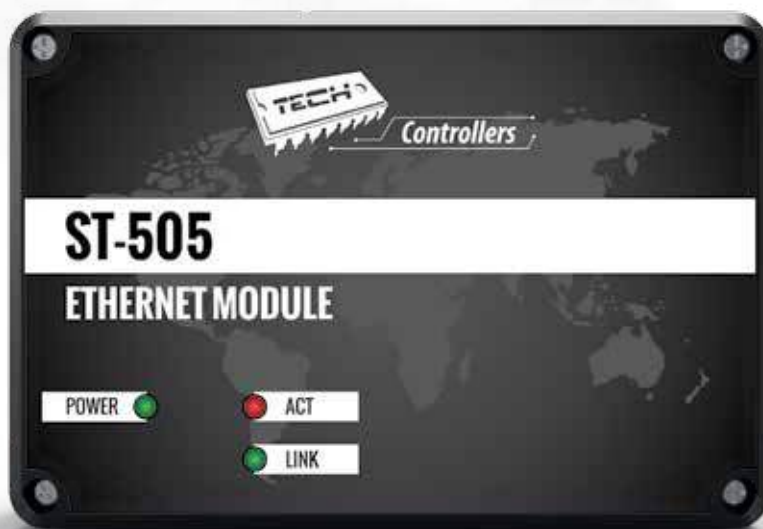 TECH
Controllers
ST-505
ETHERNET MODULE
POWER
ACT
LINK